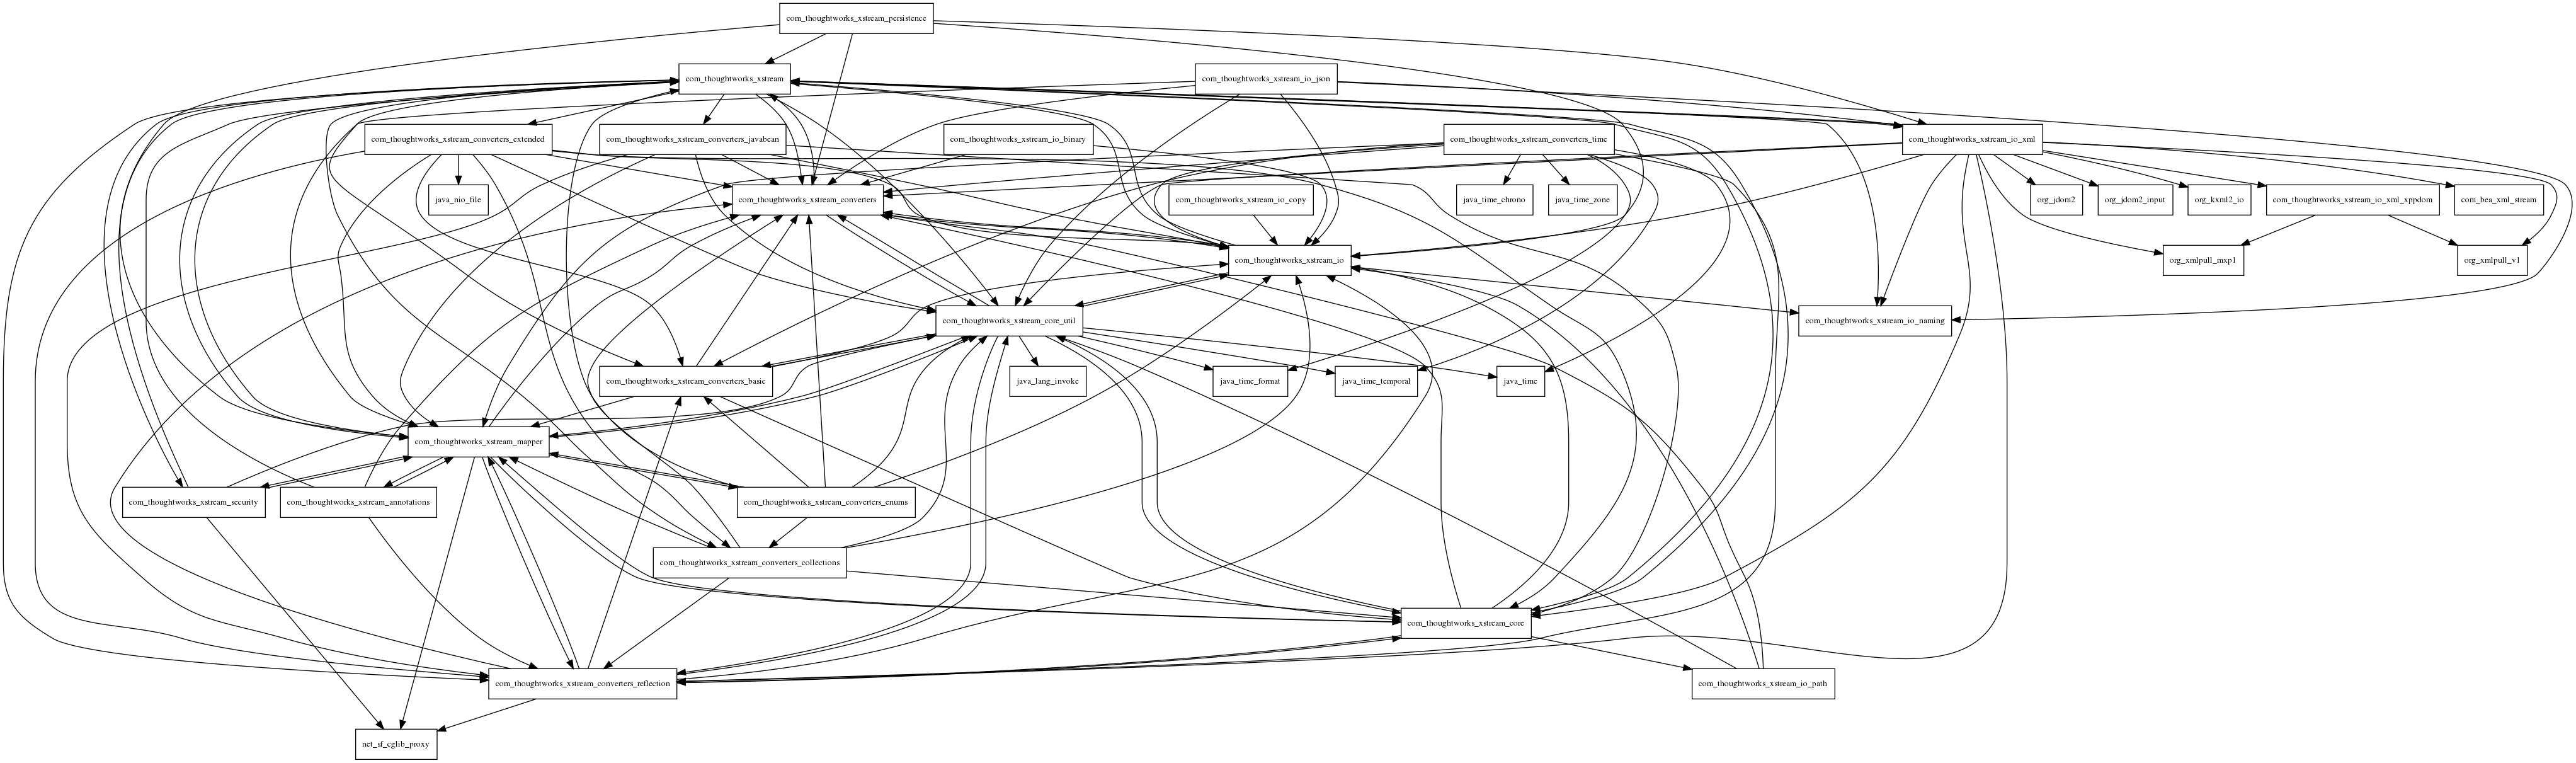 com_thoughtworks_xstream_persistence
com_thoughtworks_xstream
com_thoughtworks_xstream_io_json
com_thoughtworks_xstream_converters_extended
com_thoughtworks_xstream_converters_javabean
com_thoughtworks_xstream_io_binary
com_thoughtworks_xstream_converters_time
com_thoughtworks_xstream_io_xml
java_nio_file
com_thoughtworks_xstream_converters
com_thoughtworks_xstream_io_copy
java_time_chrono
java_time_zone
org_jdom2
org_jdom2_input
org_kxml2_io
com_thoughtworks_xstream_io_xml_xppdom
com_bea_xml_stream
com_thoughtworks_xstream_io
org_xmlpull_mxp1
org_xmlpull_v1
com_thoughtworks_xstream_core_util
com_thoughtworks_xstream_io_naming
com_thoughtworks_xstream_converters_basic
java_lang_invoke
java_time_format
java_time_temporal
java_time
com_thoughtworks_xstream_mapper
com_thoughtworks_xstream_security
com_thoughtworks_xstream_annotations
com_thoughtworks_xstream_converters_enums
com_thoughtworks_xstream_converters_collections
com_thoughtworks_xstream_core
com_thoughtworks_xstream_converters_reflection
com_thoughtworks_xstream_io_path
net_sf_cglib_proxy